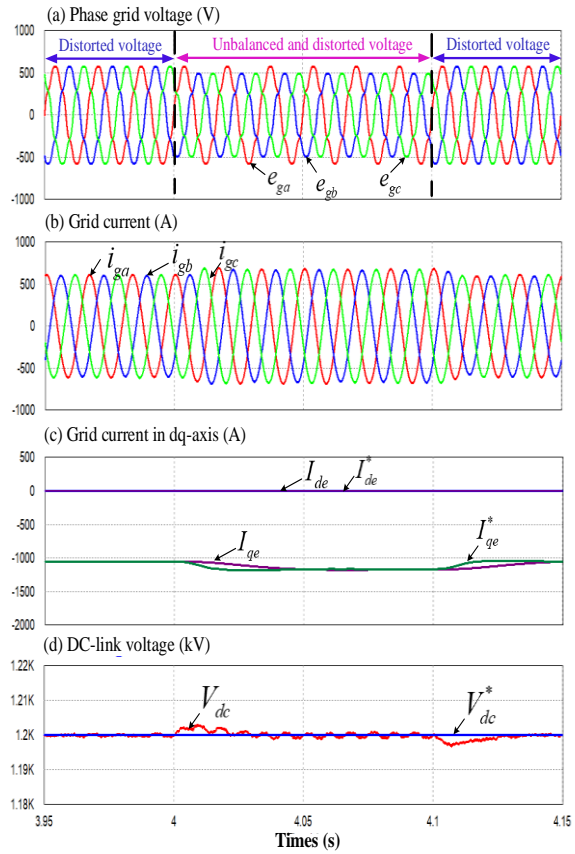 (a) Phase grid voltage (V)
1000
Distorted voltage
Unbalanced and distorted voltage
Distorted voltage
500
0
-500
e_ga
e_gb
e_gc
-1000
(b) Grid current (A)
1000
i_ga
i_gb
i_gc
500
0
-500
-1000
(c) Grid current in dq-axis (A)
500
I_de
I*_de
0
-500
I_qe
I*_qe
-1000
-1500
-2000
(d) DC-link voltage (kV)
1.22K
1.21K
V_dc
V*_dc
1.2K
1.19K
1.18K
3.95
4
4.05
4.1
4.15
Times (s)